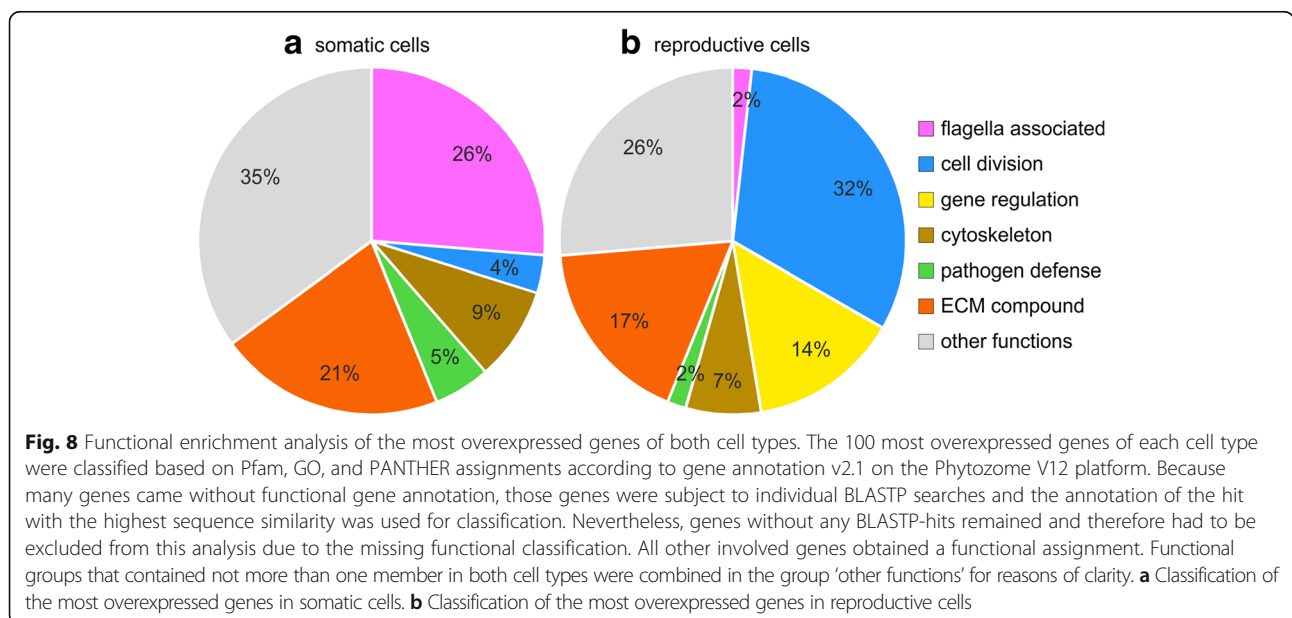 a somatic cells
b reproductive cells
26%
4%
9%
5%
21%
35%
2%
32%
14%
7%
2%
17%
26%
flagella associated
cell division
gene regulation
cytoskeleton
pathogen defense
ECM compound
other functions
Fig. 8 Functional enrichment analysis of the most overexpressed genes of both cell types. The 100 most overexpressed genes of each cell type
were classified based on Pfam, GO, and PANTHER assignments according to gene annotation v2.1 on the Phytozome V12 platform. Because
many genes came without functional gene annotation, those genes were subject to individual BLASTP searches and the annotation of the hit
with the highest sequence similarity was used for classification. Nevertheless, genes without any BLASTP-hits remained and therefore had to be
excluded from this analysis due to the missing functional classification. All other involved genes obtained a functional assignment. Functional
groups that contained not more than one member in both cell types were combined in the group ‘other functions’ for reasons of clarity. a Classification of
the most overexpressed genes in somatic cells. b Classification of the most overexpressed genes in reproductive cells